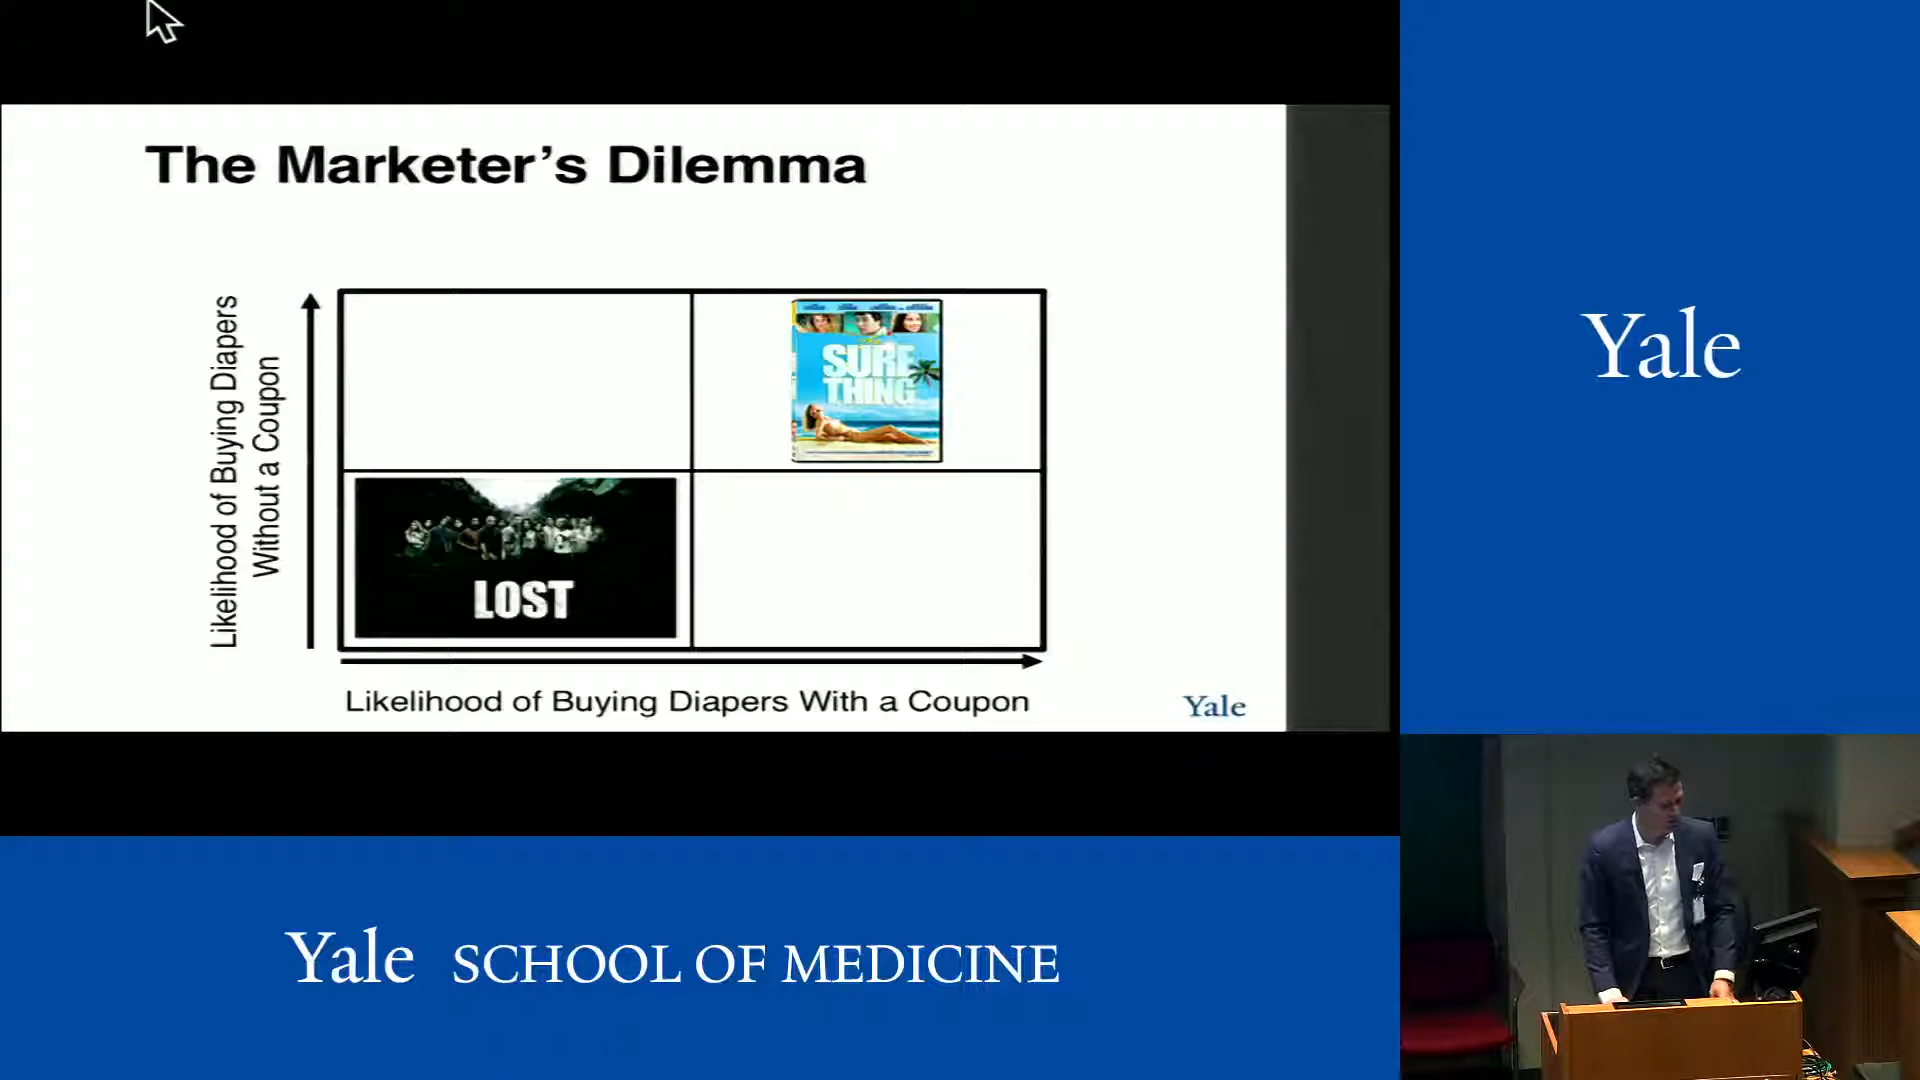 The Marketer's Dilemma
Likelihood of Buying Diapers
Without a Coupon
SURE
THING
LOST
Likelihood of Buying Diapers With a Coupon
Yale
Yale
Yale SCHOOL OF MEDICINE